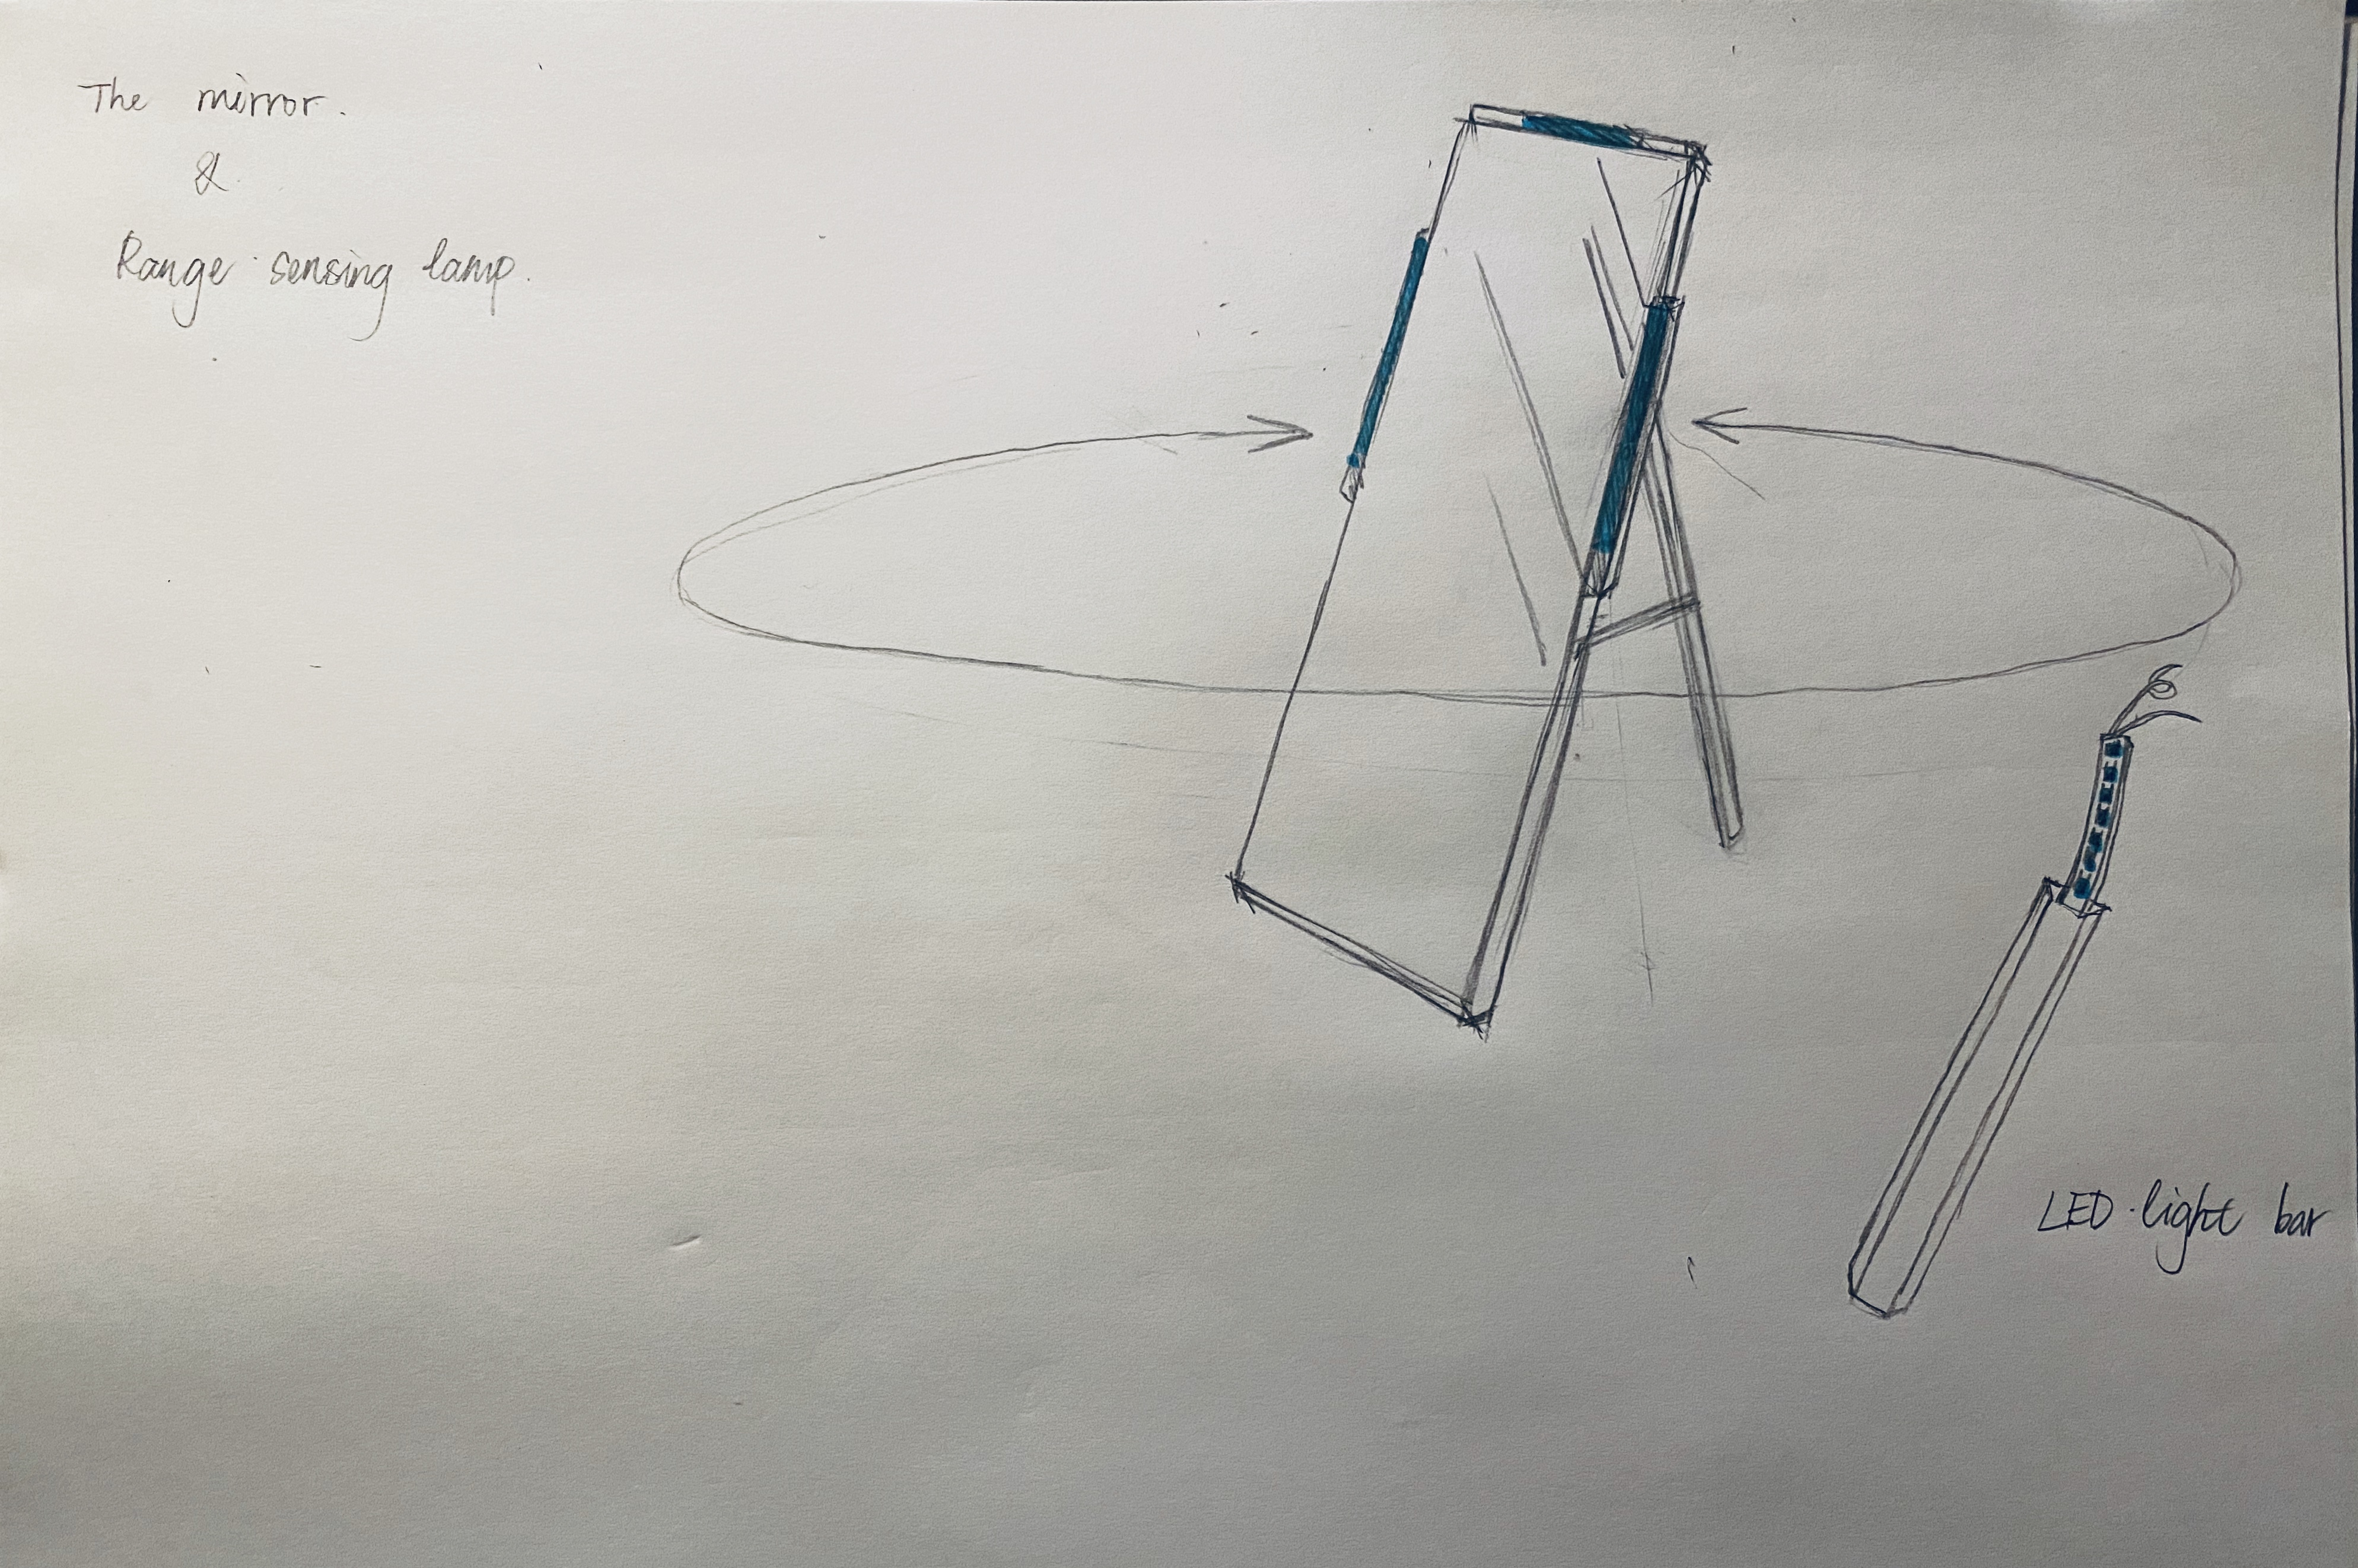 The mirror.
&
Range sensing lamp.
LED light bar